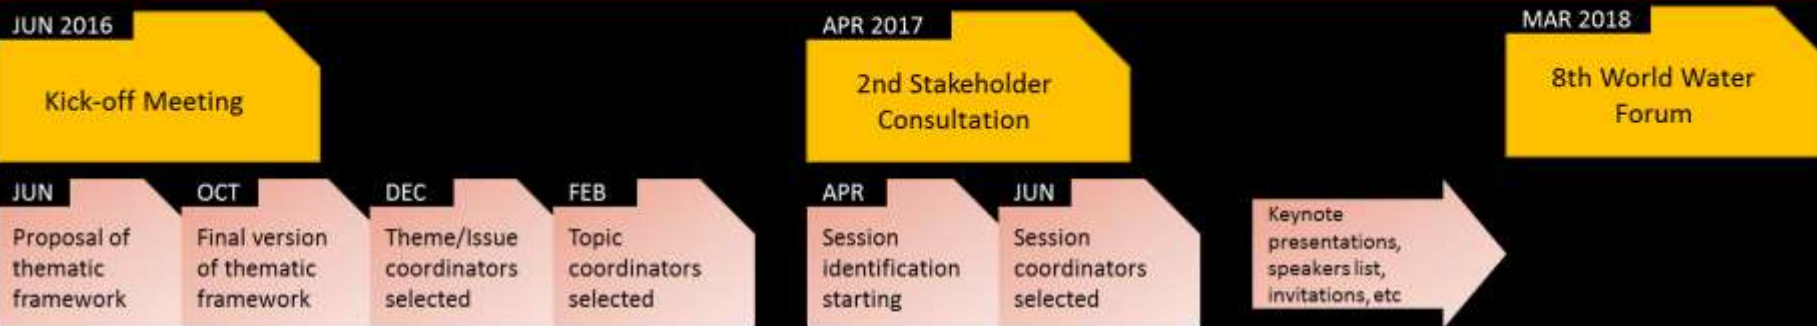 JUN 2016
Kick-off Meeting
APR 2017
2nd Stakeholder
Consultation
MAR 2018
8th World Water
Forum
JUN
Proposal of
thematic
framework
OCT
Final version
of thematic
framework
DEC
Theme/Issue
coordinators
selected
FEB
Topic
coordinators
selected
APR
Session
identification
starting
JUN
Session
coordinators
selected
Keynote
presentations,
speakers list,
invitations, etc